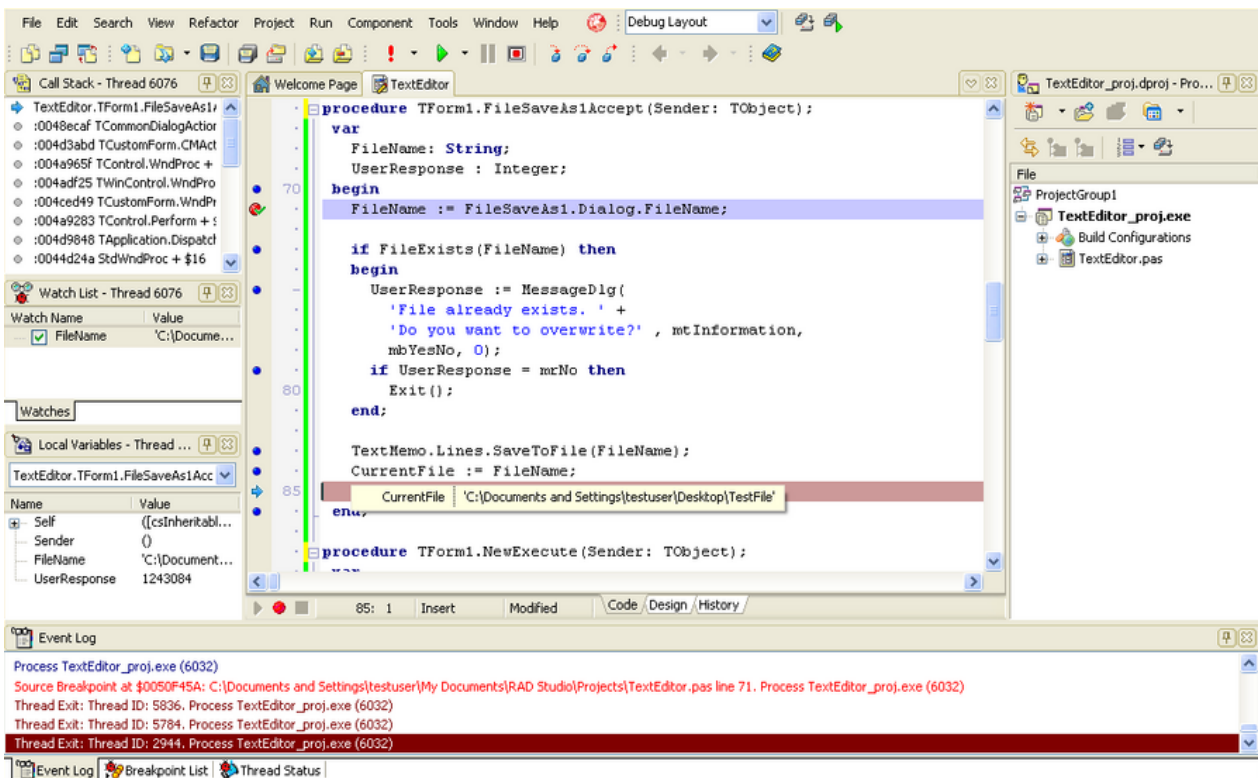 File Edit Search View Refactor Project Run Component Tools Window Help Debug Layout
Call Stack - Thread 6076
TextEditor.TForm1.FileSaveAs1
:0048ecaf TCommonDialogAction
:004d3abd TCustomForm.CMAct
:004a965f TControl.WndProc +
:004adf25 TWinControl.WndPro
:004ced49 TCustomForm.WndPr
:004a9283 TControl.Perform +
:004d9848 TApplication.Dispatch
:0044d24a StdWndProc + $16
Watch List - Thread 6076
Watch Name Value
FileName 'C:\Docume...
Watches
Local Variables - Thread ...
TextEditor.TForm1.FileSaveAs1Acc
Name Value
Self ([csInheritabl...
Sender ()
FileName 'C:\Document...
UserResponse 1243084
Welcome Page TextEditor
procedure TForm1.FileSaveAs1Accept(Sender: TObject);
var
FileName: String;
UserResponse : Integer;
70 begin
FileName := FileSaveAs1.Dialog.FileName;
if FileExists(FileName) then
begin
UserResponse := MessageDlg(
'File already exists. ' +
'Do you want to overwrite?' , mtInformation,
mbYesNo, 0);
if UserResponse = mrNo then
80 Exit();
end;
TextMemo.Lines.SaveToFile(FileName);
CurrentFile := FileName;
85 CurrentFile 'C:\Documents and Settings\testuser\Desktop\TestFile'
end;
procedure TForm1.NewExecute(Sender: TObject);
var
85: 1 Insert Modified Code Design History
TextEditor_proj.dproj - Pro...
File
ProjectGroup1
TextEditor_proj.exe
Build Configurations
TextEditor.pas
Event Log
Process TextEditor_proj.exe (6032)
Source Breakpoint at $0050F45A: C:\Documents and Settings\testuser\My Documents\RAD Studio\Projects\TextEditor.pas line 71. Process TextEditor_proj.exe (6032)
Thread Exit: Thread ID: 5836. Process TextEditor_proj.exe (6032)
Thread Exit: Thread ID: 5784. Process TextEditor_proj.exe (6032)
Thread Exit: Thread ID: 2944. Process TextEditor_proj.exe (6032)
Event Log Breakpoint List Thread Status